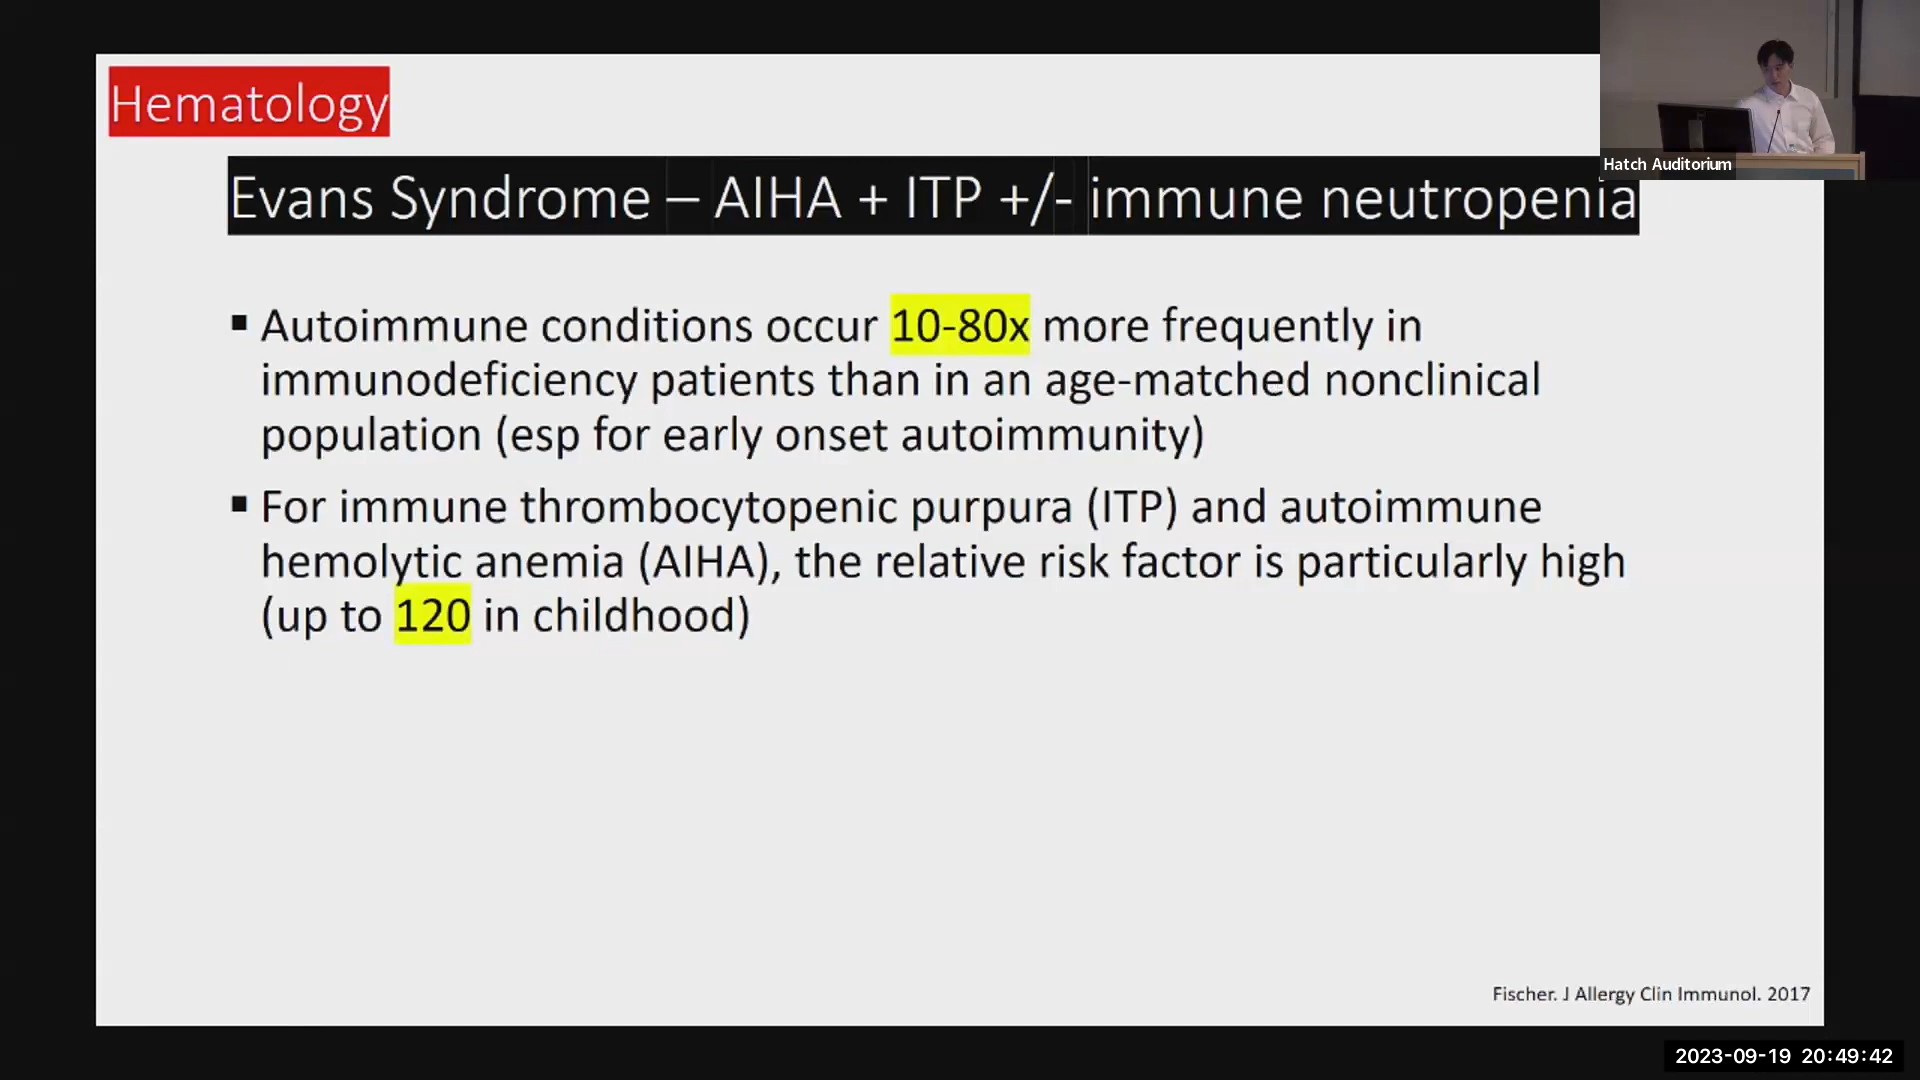 Hematology
Hatch Auditorium
Evans Syndrome – AIHA + ITP +/- immune neutropenia
▪ Autoimmune conditions occur 10-80x more frequently in
immunodeficiency patients than in an age-matched nonclinical
population (esp for early onset autoimmunity)
▪ For immune thrombocytopenic purpura (ITP) and autoimmune
hemolytic anemia (AIHA), the relative risk factor is particularly high
(up to 120 in childhood)
Fischer. J Allergy Clin Immunol. 2017
2023-09-19 20:49:42